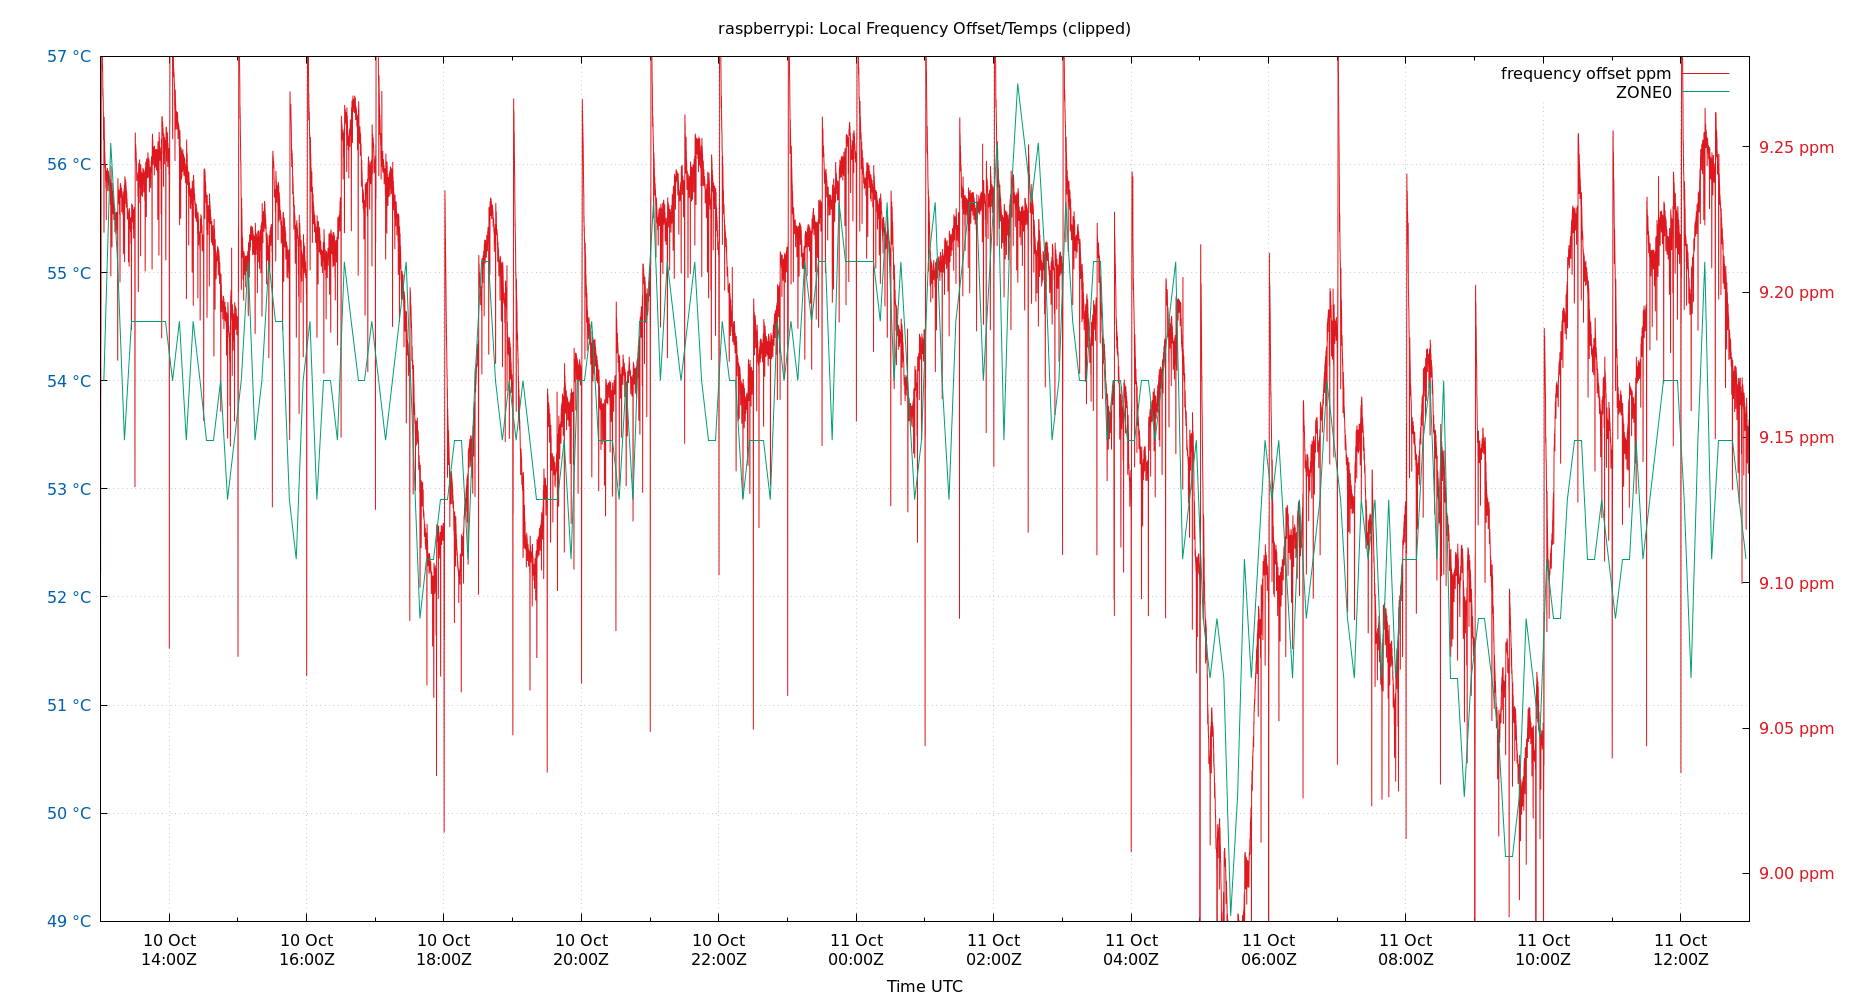 raspberrypi: Local Frequency Offset/Temps (clipped)
57 °C
56 °C
55 °C
54 °C
53 °C
52 °C
51 °C
50 °C
49 °C
frequency offset ppm
ZONE0
9.25 ppm
9.20 ppm
9.15 ppm
9.10 ppm
9.05 ppm
9.00 ppm
10 Oct 10 Oct 10 Oct 10 Oct 10 Oct 11 Oct 11 Oct 11 Oct 11 Oct 11 Oct 11 Oct 11 Oct
14:00Z 16:00Z 18:00Z 20:00Z 22:00Z 00:00Z 02:00Z 04:00Z 06:00Z 08:00Z 10:00Z 12:00Z
Time UTC